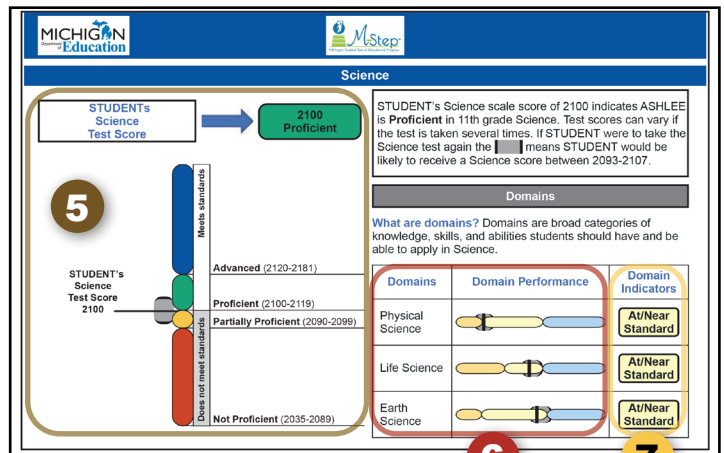 MICHIGAN
Department of Education
M-Step
Michigan Student Test of Educational Progress
Science
STUDENTs
Science
Test Score
2100
Proficient
STUDENT's Science scale score of 2100 indicates ASHLEE
is Proficient in 11th grade Science. Test scores can vary if
the test is taken several times. If STUDENT were to take the
Science test again the means STUDENT would be
likely to receive a Science score between 2093-2107.
5
Meets standards
Does not meet standards
STUDENT's
Science
Test Score
2100
Advanced (2120-2181)
Proficient (2100-2119)
Partially Proficient (2090-2099)
Not Proficient (2035-2089)
Domains
What are domains? Domains are broad categories of
knowledge, skills, and abilities students should have and be
able to apply in Science.
Domains
Domain Performance
Domain
Indicators
Physical
Science
At/Near
Standard
Life Science
At/Near
Standard
Earth
Science
At/Near
Standard
6
7